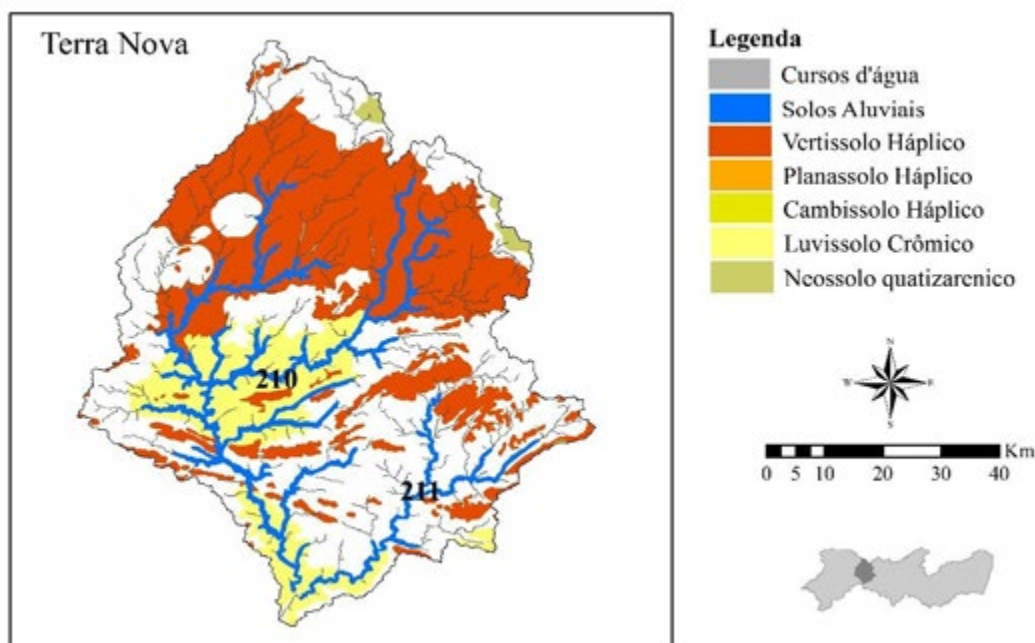 Terra Nova
210
211
Legenda
Cursos d'água
Solos Aluviais
Vertissolo Háplico
Planassolo Háplico
Cambissolo Háplico
Luvissolo Crômico
Neossolo quatizarenico
N
W
E
S
Km
0 5 10 20 30 40